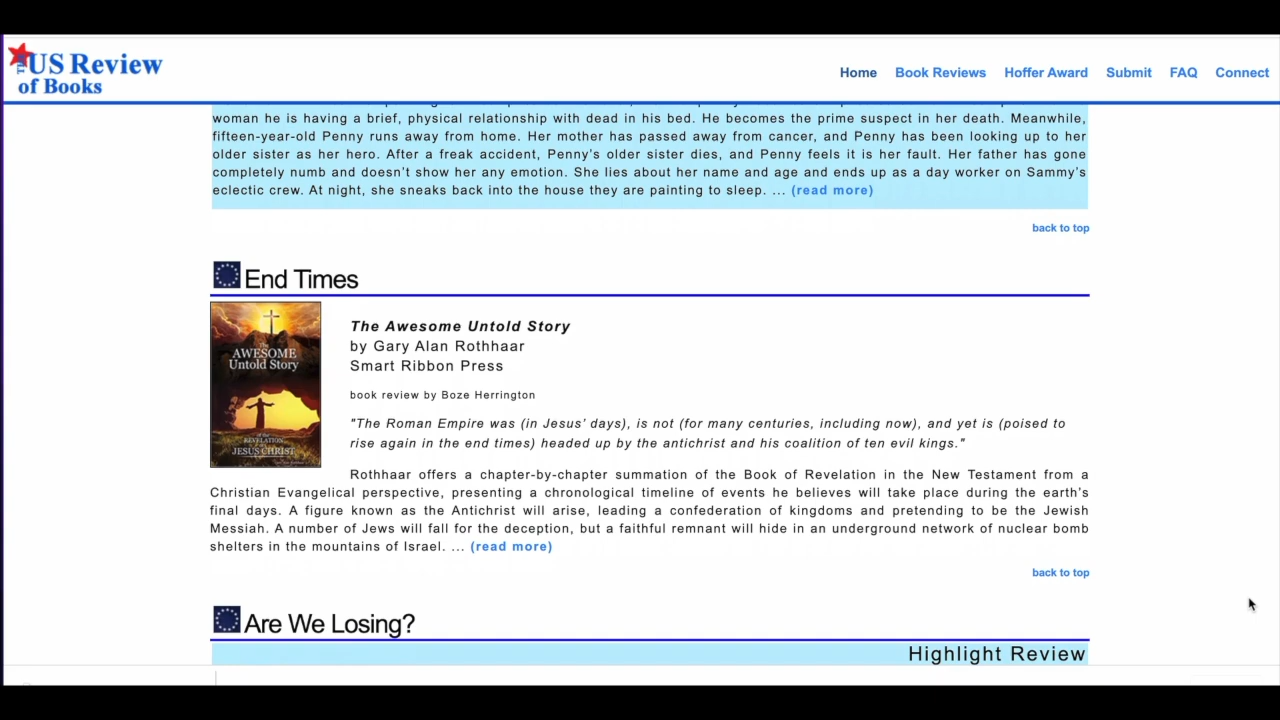 THE US Review
of Books
Home Book Reviews Hoffer Award Submit FAQ Connect
woman he is having a brief, physical relationship with dead in his bed. He becomes the prime suspect in her death. Meanwhile,
fifteen-year-old Penny runs away from home. Her mother has passed away from cancer, and Penny has been looking up to her
older sister as her hero. After a freak accident, Penny's older sister dies, and Penny feels it is her fault. Her father has gone
completely numb and doesn't show her any emotion. She lies about her name and age and ends up as a day worker on Sammy's
eclectic crew. At night, she sneaks back into the house they are painting to sleep. ... (read more)
back to top
End Times
The
AWESOME
Untold Story
of the
REVELATION
of
JESUS CHRIST
The Awesome Untold Story
by Gary Alan Rothhaar
Smart Ribbon Press
book review by Boze Herrington
"The Roman Empire was (in Jesus' days), is not (for many centuries, including now), and yet is (poised to
rise again in the end times) headed up by the antichrist and his coalition of ten evil kings."
Rothhaar offers a chapter-by-chapter summation of the Book of Revelation in the New Testament from a
Christian Evangelical perspective, presenting a chronological timeline of events he believes will take place during the earth's
final days. A figure known as the Antichrist will arise, leading a confederation of kingdoms and pretending to be the Jewish
Messiah. A number of Jews will fall for the deception, but a faithful remnant will hide in an underground network of nuclear bomb
shelters in the mountains of Israel. ... (read more)
back to top
Are We Losing?
Highlight Review